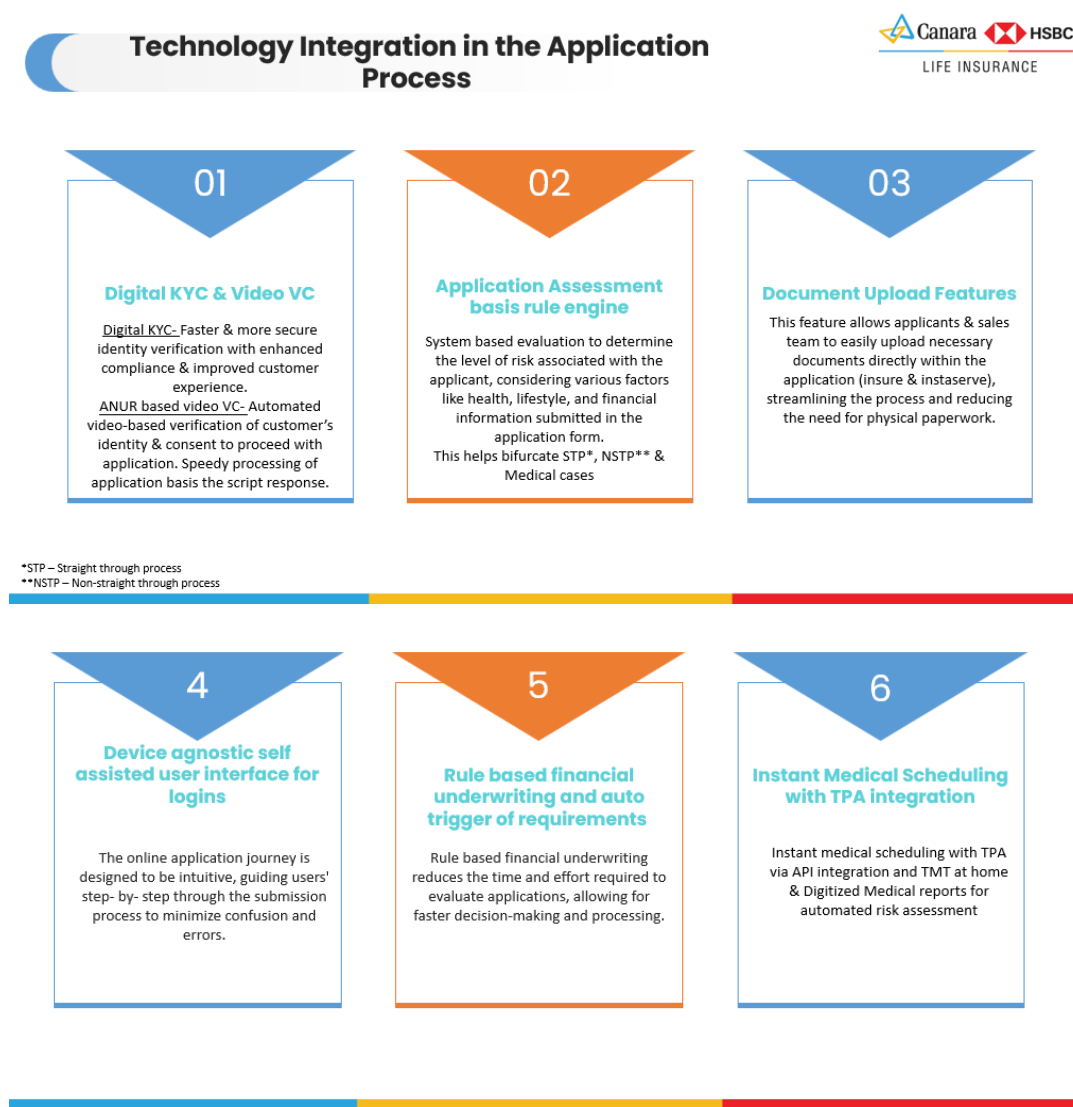 Technology Integration in the Application
Process
Canara HSBC
LIFE INSURANCE
01
Digital KYC & Video VC
Digital KYC- Faster & more secure
identity verification with enhanced
compliance & improved customer
experience.
ANUR based video VC- Automated
video-based verification of customer’s
identity & consent to proceed with
application. Speedy processing of
application basis the script response.
02
Application Assessment
basis rule engine
System based evaluation to determine
the level of risk associated with the
applicant, considering various factors
like health, lifestyle, and financial
information submitted in the
application form.
This helps bifurcate STP*, NSTP** &
Medical cases
03
Document Upload Features
This feature allows applicants & sales
team to easily upload necessary
documents directly within the
application (insure & instaserve),
streamlining the process and reducing
the need for physical paperwork.
*STP – Straight through process
**NSTP – Non-straight through process
4
Device agnostic self
assisted user interface for
logins
The online application journey is
designed to be intuitive, guiding users'
step- by- step through the submission
process to minimize confusion and
errors.
5
Rule based financial
underwriting and auto
trigger of requirements
Rule based financial underwriting
reduces the time and effort required to
evaluate applications, allowing for
faster decision-making and processing.
6
Instant Medical Scheduling
with TPA integration
Instant medical scheduling with TPA
via API integration and TMT at home
& Digitized Medical reports for
automated risk assessment